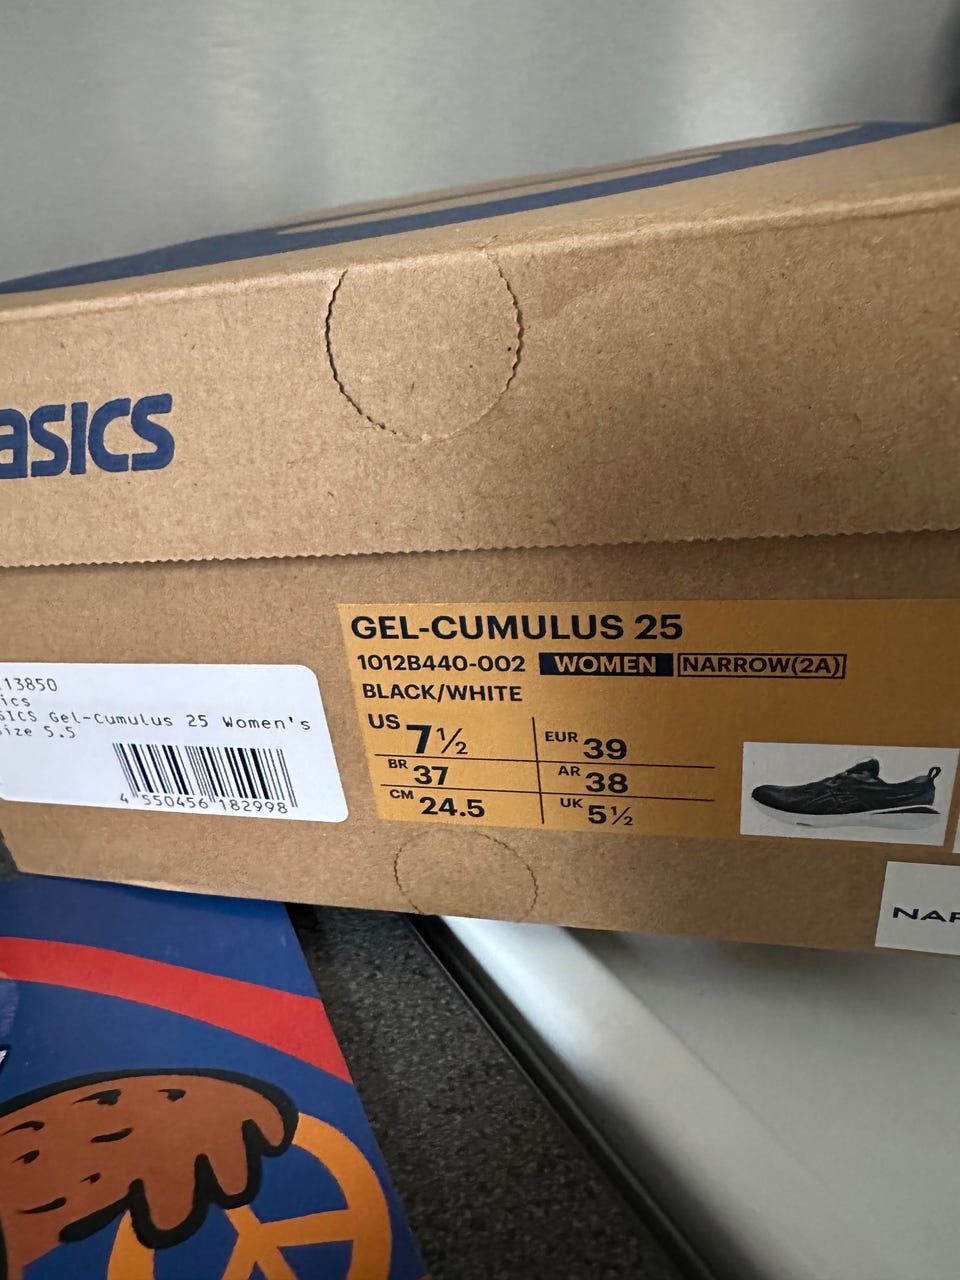 asics
GEL-CUMULUS 25
1012B440-002 WOMEN NARROW(2A)
BLACK/WHITE
US 7½ EUR 39
BR 37 AR 38
CM 24.5 UK 5½
13850
ics
SICS Gel-Cumulus 25 Women's
ize 5.5
4 550456 182998